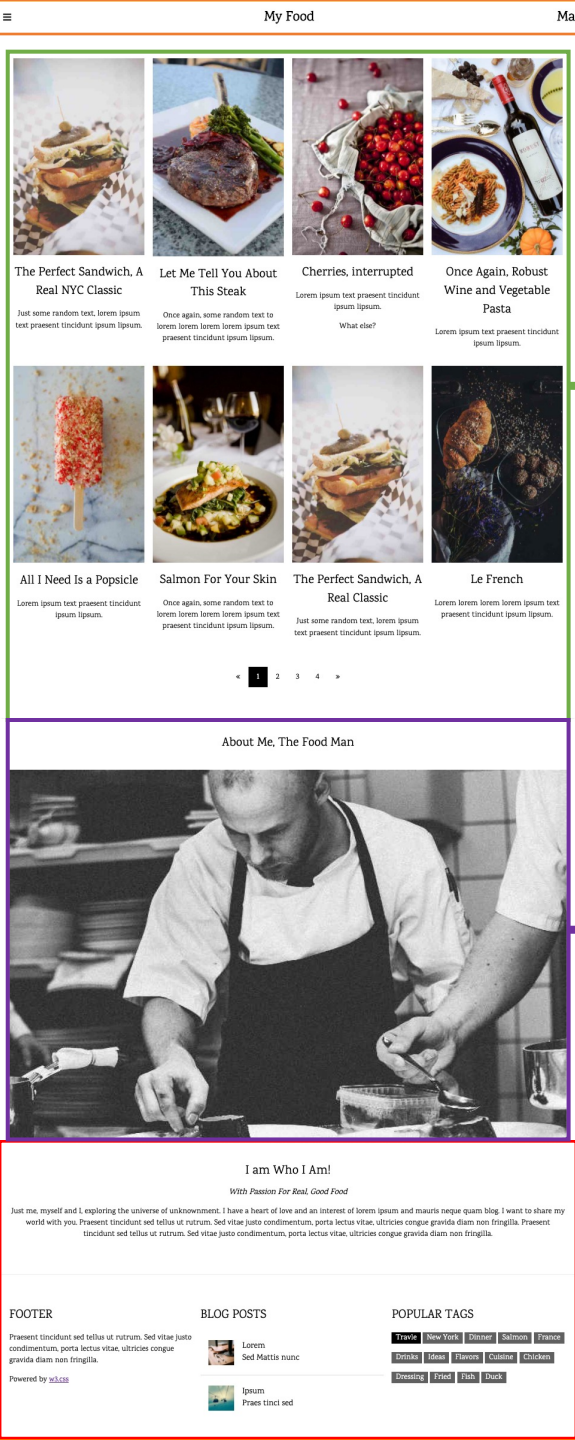 ≡ My Food Ma
The Perfect Sandwich, A
Real NYC Classic
Just some random text, lorem ipsum
text praesent tincidunt ipsum lipsum.
Let Me Tell You About
This Steak
Once again, some random text to
lorem lorem lorem lorem ipsum text
praesent tincidunt ipsum lipsum.
Cherries, interrupted
Lorem ipsum text praesent tincidunt
ipsum lipsum.
What else?
Once Again, Robust
Wine and Vegetable
Pasta
Lorem ipsum text praesent tincidunt
ipsum lipsum.
All I Need Is a Popsicle
Lorem ipsum text praesent tincidunt
ipsum lipsum.
Salmon For Your Skin
Once again, some random text to
lorem lorem lorem lorem ipsum text
praesent tincidunt ipsum lipsum.
The Perfect Sandwich, A
Real Classic
Just some random text, lorem ipsum
text praesent tincidunt ipsum lipsum.
Le French
Lorem lorem lorem lorem ipsum text
praesent tincidunt ipsum lipsum.
« 1 2 3 4 »
About Me, The Food Man
I am Who I Am!
With Passion For Real, Good Food
Just me, myself and I, exploring the universe of unknownment. I have a heart of love and an interest of lorem ipsum and mauris neque quam blog. I want to share my
world with you. Praesent tincidunt sed tellus ut rutrum. Sed vitae justo condimentum, porta lectus vitae, ultricies congue gravida diam non fringilla. Praesent
tincidunt sed tellus ut rutrum. Sed vitae justo condimentum, porta lectus vitae, ultricies congue gravida diam non fringilla.
FOOTER
Praesent tincidunt sed tellus ut rutrum. Sed vitae justo
condimentum, porta lectus vitae, ultricies congue
gravida diam non fringilla.
Powered by w3.css
BLOG POSTS
Lorem
Sed Mattis nunc
Ipsum
Praes tinci sed
POPULAR TAGS
Travle New York Dinner Salmon France
Drinks Ideas Flavors Cuisine Chicken
Dressing Fried Fish Duck